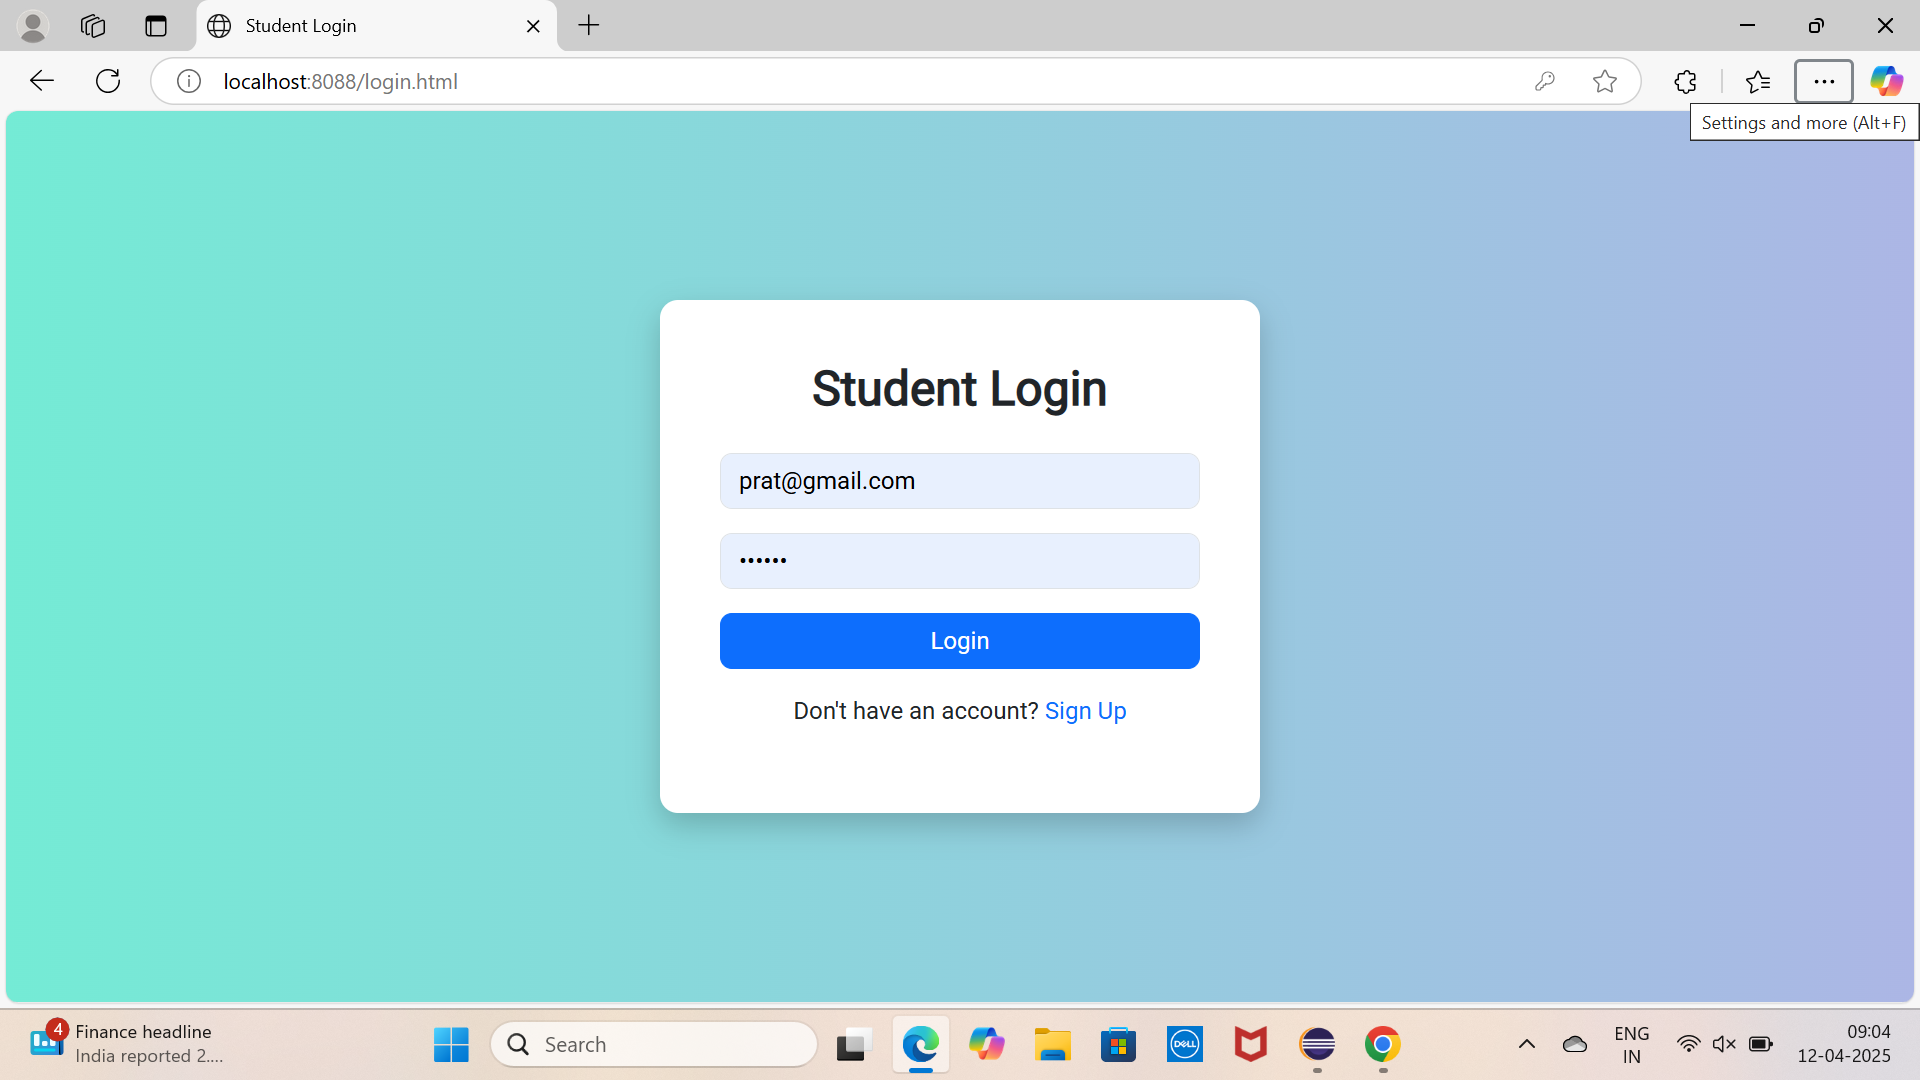 Student Login
localhost:8088/login.html
Settings and more (Alt+F)
Student Login
prat@gmail.com
••••••
Login
Don't have an account? Sign Up
4
Finance headline
India reported 2....
Search
DELL
ENG
IN
09:04
12-04-2025